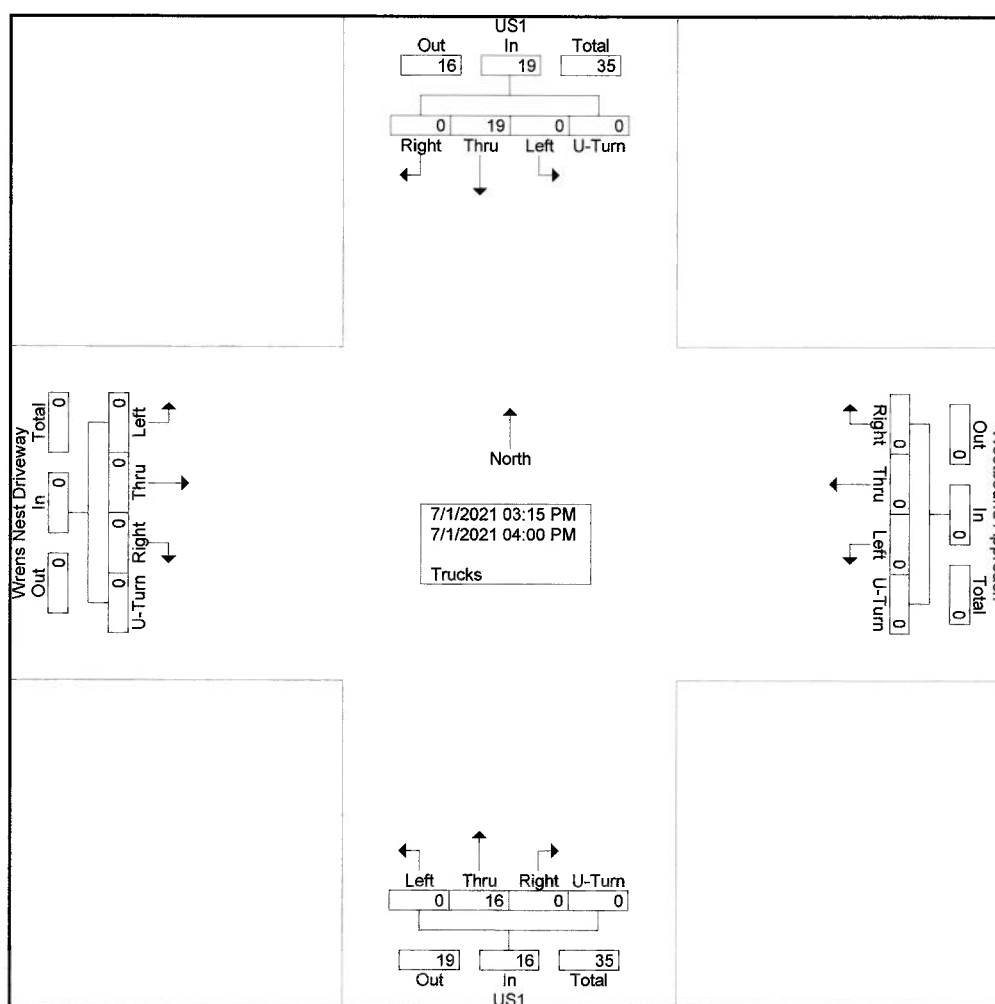 US1
Out In Total
16 19 35
0 19 0 0
Right Thru Left U-Turn
Wrens Nest Driveway
Out In Total
0 0 0
0 0 0 0
U-Turn Right Thru Left
North
7/1/2021 03:15 PM
7/1/2021 04:00 PM
Trucks
Out In Total
0 0 0
0 0 0 0
Right Thru Left U-Turn
Left Thru Right U-Turn
0 16 0 0
19 16 35
Out In Total
US1